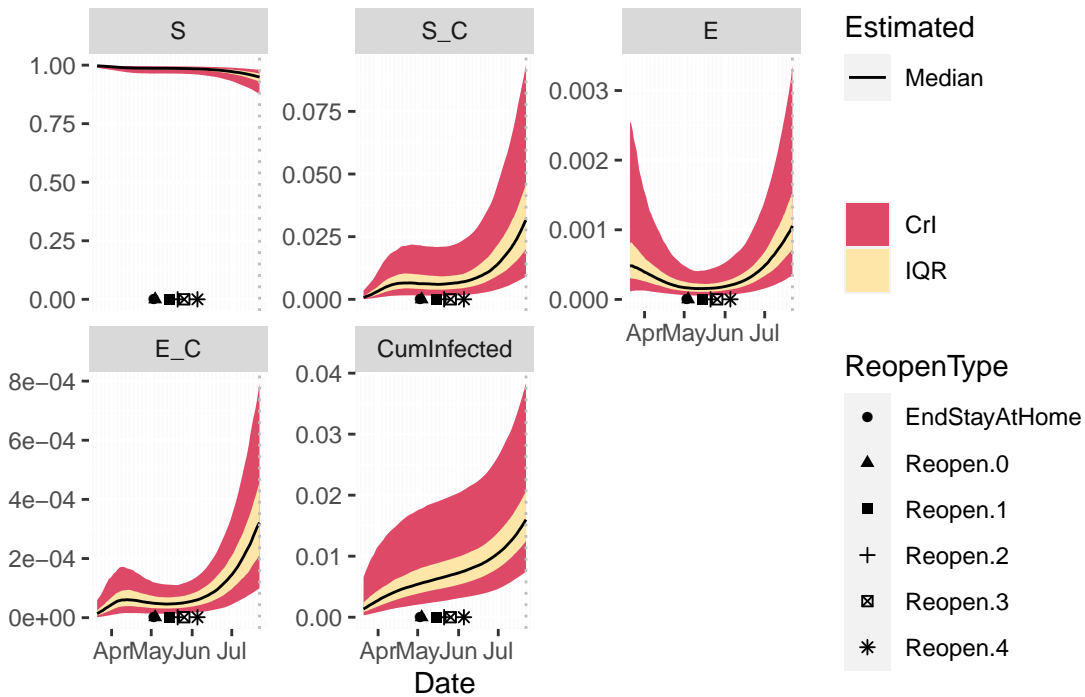 S
S_C
E
Estimated
Median
CrI
IQR
1.00
0.75
0.50
0.25
0.00
0.075
0.050
0.025
0.000
0.003
0.002
0.001
0.000
Apr May Jun Jul
E_C
CumInfected
8e−04
6e−04
4e−04
2e−04
0e+00
0.04
0.03
0.02
0.01
0.00
Apr May Jun Jul
Apr May Jun Jul
Date
ReopenType
EndStayAtHome
Reopen.0
Reopen.1
Reopen.2
Reopen.3
Reopen.4